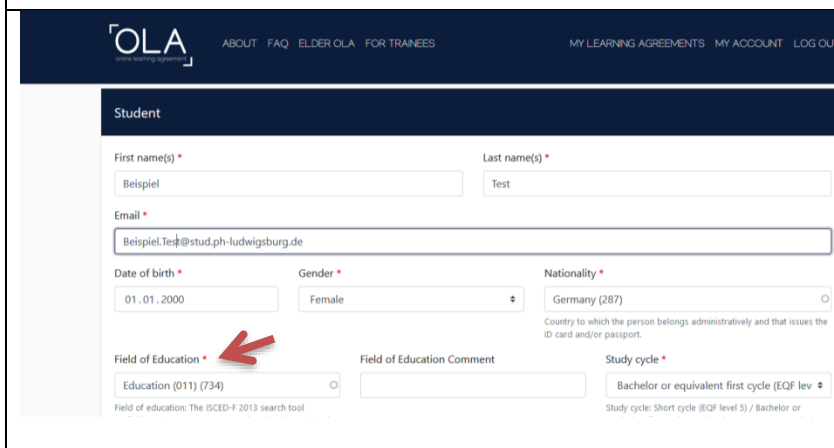 OLA
online learning agreement
ABOUT FAQ ELDER OLA FOR TRAINEES MY LEARNING AGREEMENTS MY ACCOUNT LOG OU
Student
First name(s) * Last name(s) *
Beispiel Test
Email *
Beispiel.Test@stud.ph-ludwigsburg.de
Date of birth * Gender * Nationality *
01.01.2000 Female Germany (287)
Country to which the person belongs administratively and that issues the
ID card and/or passport.
Field of Education * Field of Education Comment Study cycle *
Education (011) (734) Bachelor or equivalent first cycle (EQF lev
Field of education: The ISCED-F 2013 search tool Study cycle: Short cycle (EQF level 5) / Bachelor or